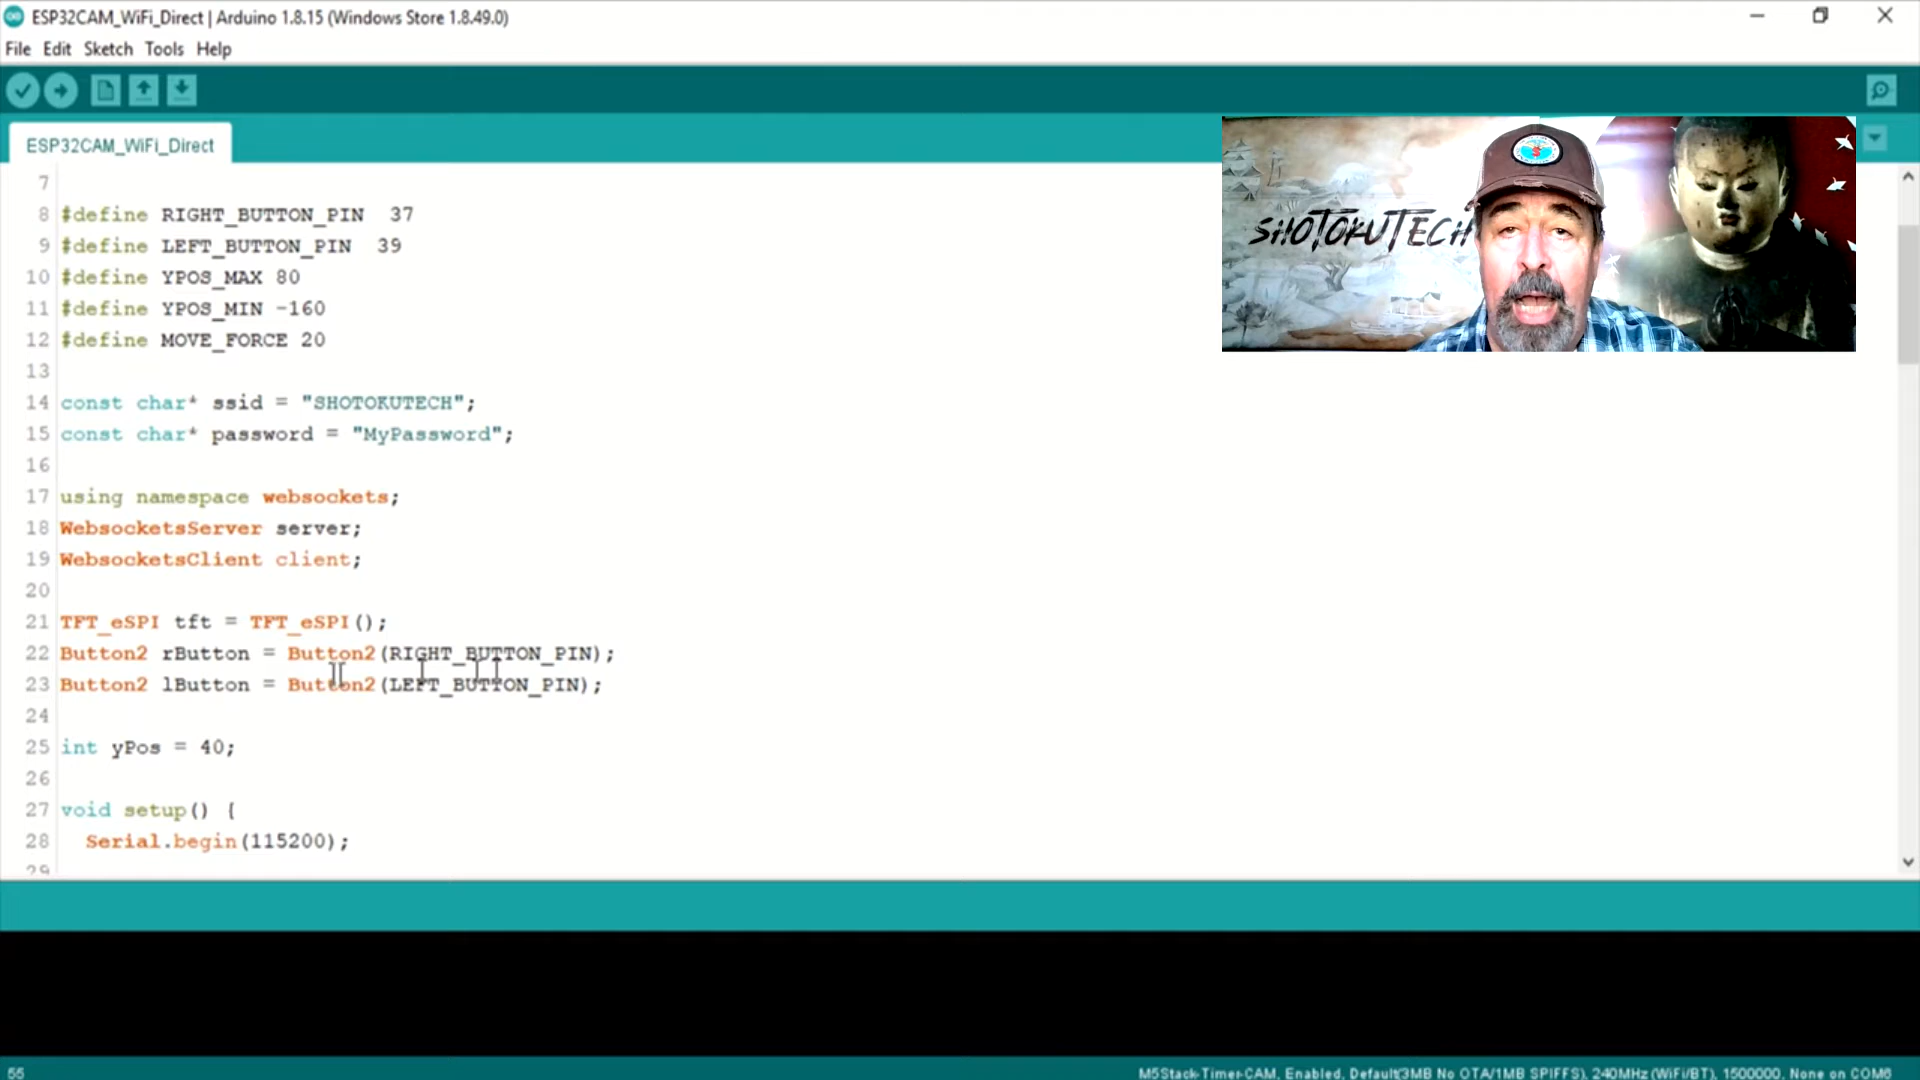 ESP32CAM_WiFi_Direct | Arduino 1.8.15 (Windows Store 1.8.49.0)
File Edit Sketch Tools Help
ESP32CAM_WiFi_Direct
7
8 #define RIGHT_BUTTON_PIN  37
9 #define LEFT_BUTTON_PIN  39
10 #define YPOS_MAX 80
11 #define YPOS_MIN -160
12 #define MOVE_FORCE 20
13
14 const char* ssid = "SHOTOKUTECH";
15 const char* password = "MyPassword";
16
17 using namespace websockets;
18 WebsocketsServer server;
19 WebsocketsClient client;
20
21 TFT_eSPI tft = TFT_eSPI();
22 Button2 rButton = Button2(RIGHT_BUTTON_PIN);
23 Button2 lButton = Button2(LEFT_BUTTON_PIN);
24
25 int yPos = 40;
26
27 void setup() {
28   Serial.begin(115200);
29
SHOTOKUTECH
55
M5Stack-Timer-CAM, Enabled, Default(3MB No OTA/1MB SPIFFS), 240MHz (WiFi/BT), 1500000, None on COM6